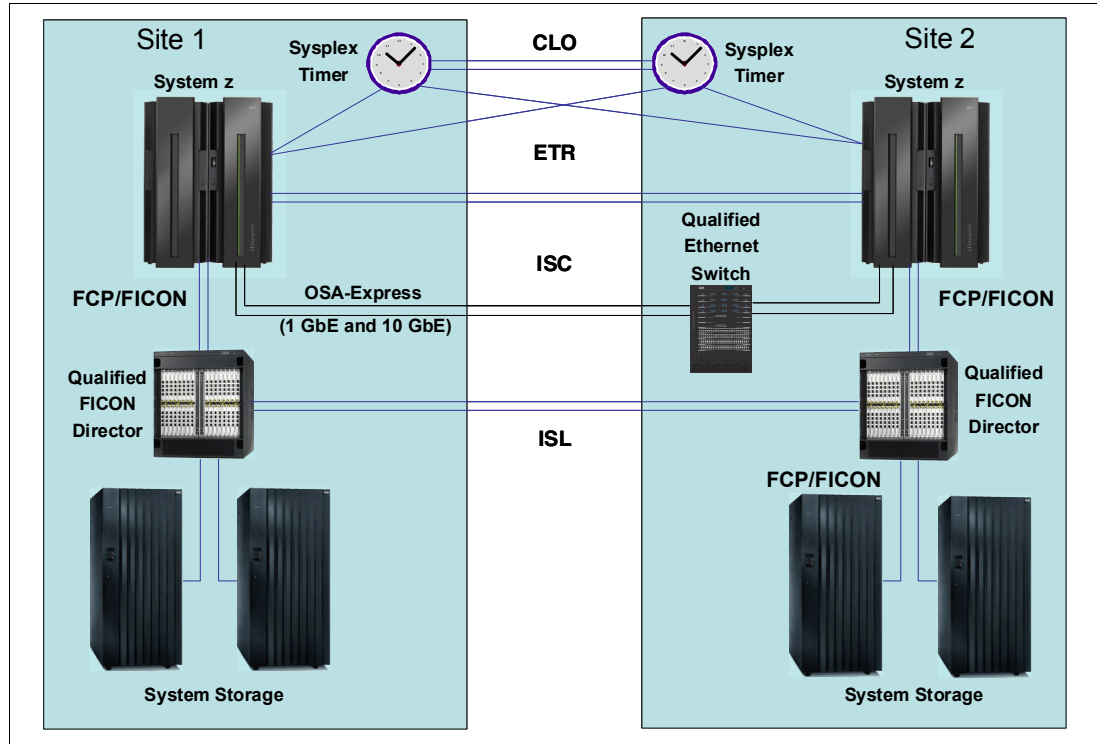 Site 1
Sysplex
Timer
CLO
Sysplex
Timer
Site 2
System z
System z
ETR
Qualified
Ethernet
Switch
ISC
FCP/FICON
OSA-Express
(1 GbE and 10 GbE)
FCP/FICON
Qualified
FICON
Director
Qualified
FICON
Director
ISL
FCP/FICON
System Storage
System Storage